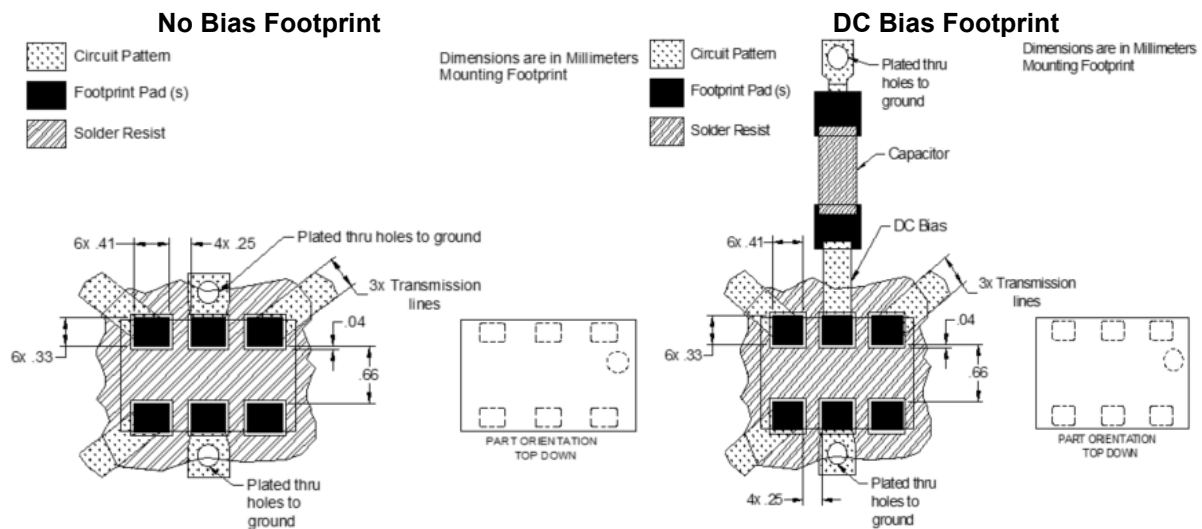 No Bias Footprint
Circuit Pattern
Footprint Pad (s)
Solder Resist
Dimensions are in Millimeters
Mounting Footprint
6x .41
4x .25
Plated thru holes to ground
3x Transmission
lines
6x .33
.04
.66
Plated thru
holes to
ground
PART ORIENTATION
TOP DOWN
DC Bias Footprint
Circuit Pattern
Footprint Pad(s)
Solder Resist
Dimensions are in Millimeters
Mounting Footprint
Plated thru
holes to
ground
Capacitor
DC Bias
6x .41
3x Transmission
lines
6x .33
.04
.66
4x .25
Plated thru
holes to
ground
PART ORIENTATION
TOP DOWN